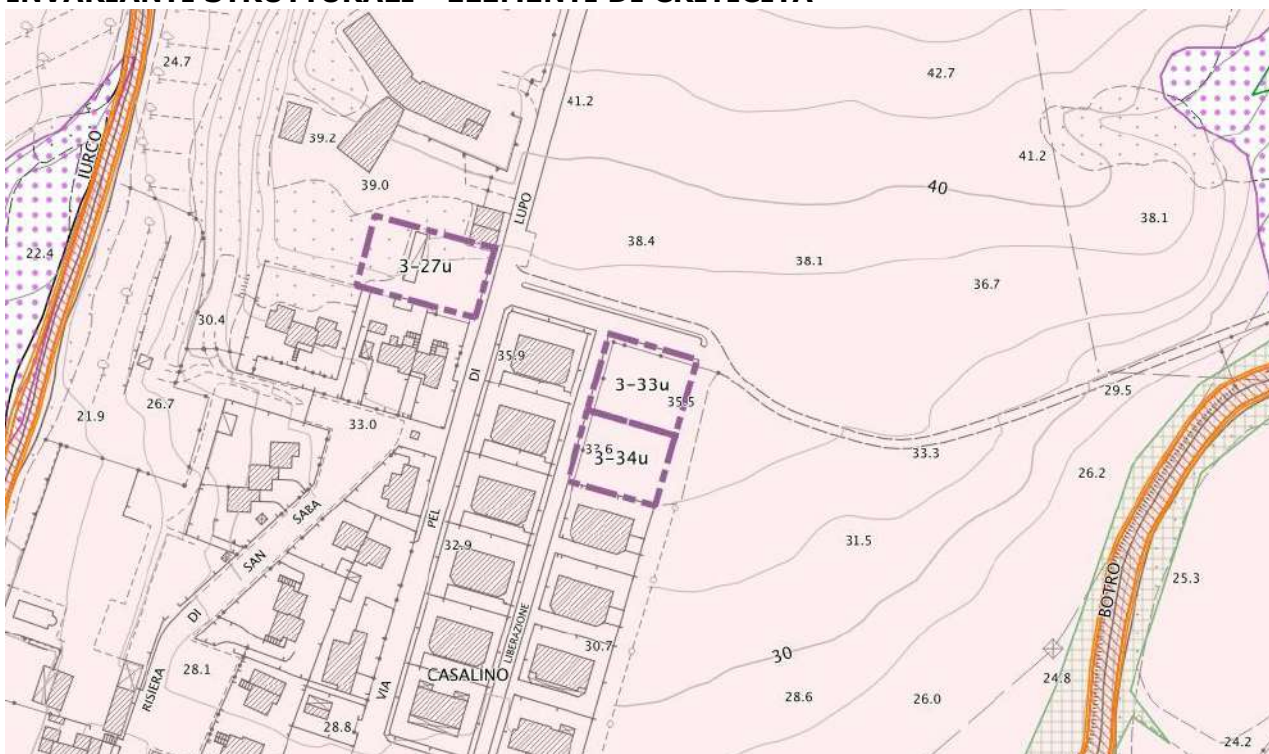 INVARIANTE STRUTTURALE - ELEMENTI DI CRITICITÀ
24.7
42.7
41.2
IURCO
39.2
41.2
39.0
40
LUPO
38.1
22.4
38.4
38.1
3-27u
36.7
30.4
35.9
DI
3-33u
35.5
29.5
21.9
26.7
33.0
33.6
3-34u
33.3
26.2
SABA
SAN
PEL
32.9
31.5
DI
LIBERAZIONE
BOTRO
25.3
30.7
30
28.1
CASALINO
24.8
RISIERA
VIA
28.6
26.0
28.8
24.2